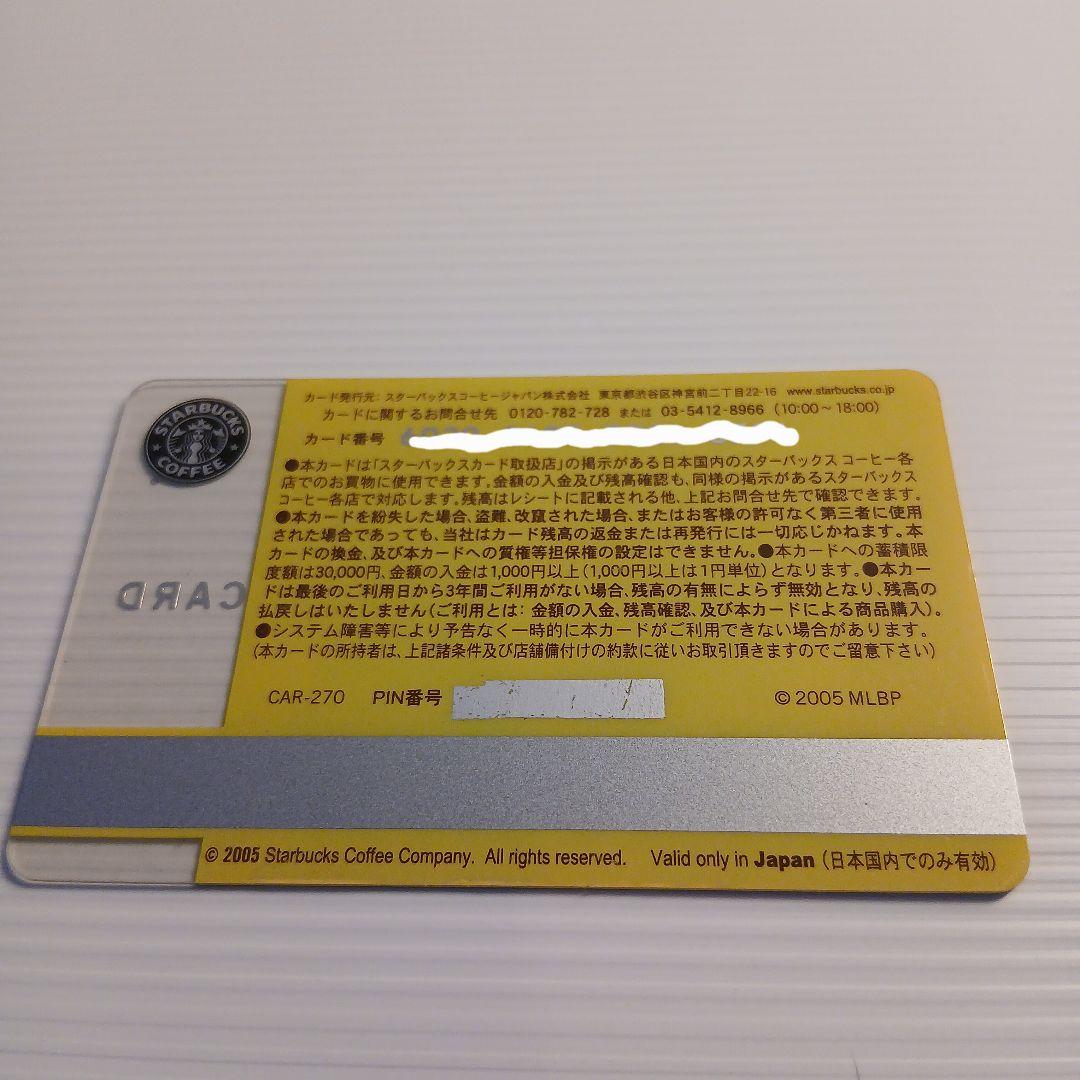 カード発行元：スターバックスコーヒージャパン株式会社 東京都渋谷区神宮前二丁目22-16 www.starbucks.co.jp
カードに関するお問合せ先 0120-782-728 または 03-5412-8966 (10:00～18:00)
カード番号
STARBUCKS
COFFEE
●本カードは「スターバックスカード取扱店」の掲示がある日本国内のスターバックス コーヒー各
店でのお買物に使用できます。金額の入金及び残高確認も、同様の掲示があるスターバックス
コーヒー各店で対応します。残高はレシートに記載される他、上記お問合せ先で確認できます。
●本カードを紛失した場合、盗難、改竄された場合、またはお客様の許可なく第三者に使用
された場合であっても、当社はカード残高の返金または再発行には一切応じかねます。本
カードの換金、及び本カードへの質権等担保権の設定はできません。●本カードへの蓄積限
度額は30,000円、金額の入金は1,000円以上(1,000円以上は1円単位)となります。●本カー
ドは最後のご利用日から3年間ご利用がない場合、残高の有無によらず無効となり、残高の
払戻しはいたしません(ご利用とは：金額の入金、残高確認、及び本カードによる商品購入)。
●システム障害等により予告なく一時的に本カードがご利用できない場合があります。
(本カードの所持者は、上記諸条件及び店舗備付けの約款に従いお取引頂きますのでご留意下さい)
CARD
CAR-270 PIN番号 © 2005 MLBP
© 2005 Starbucks Coffee Company. All rights reserved. Valid only in Japan (日本国内でのみ有効)